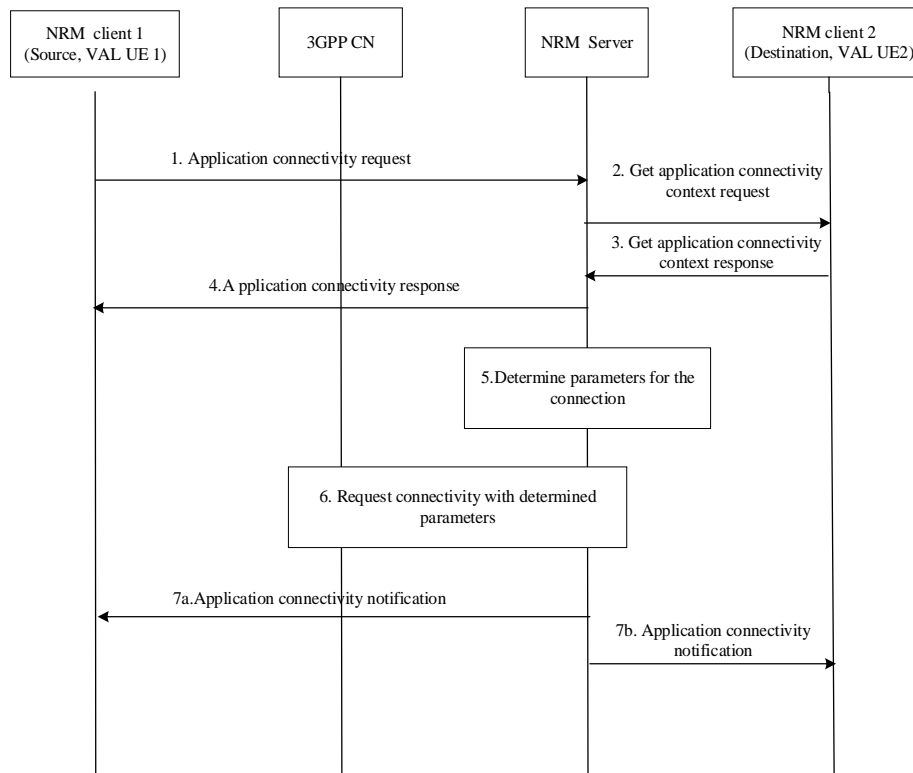 NRM client 1
(Source, VAL UE 1)
3GPP CN
NRM Server
NRM client 2
(Destination, VAL UE2)
1. Application connectivity request
2. Get application connectivity
context request
3. Get application connectivity
context response
4.A pplication connectivity response
5.Determine parameters for the
connection
6. Request connectivity with determined
parameters
7a.Application connectivity notification
7b. Application connectivity
notification